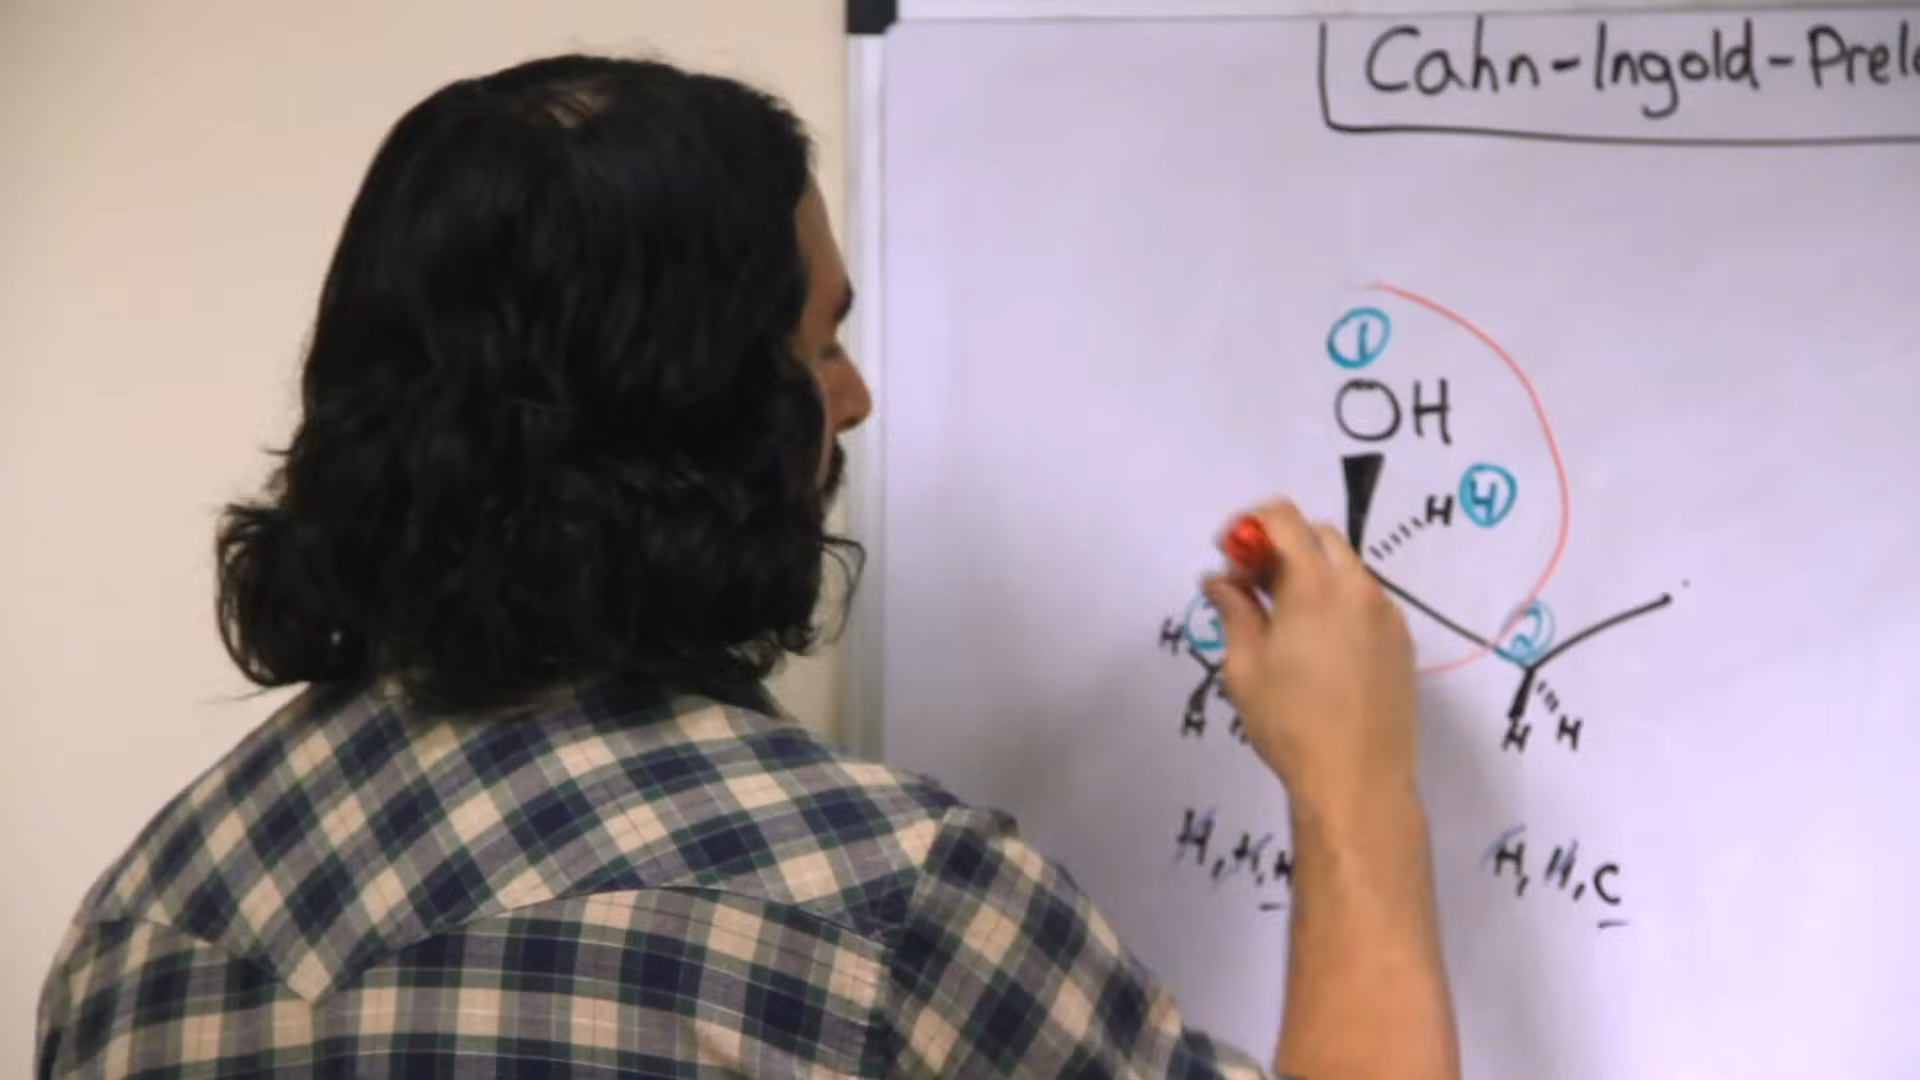 Cahn-Ingold-Prel
1
OH
H 4
H 2
H H H
H, H, H H, H, C